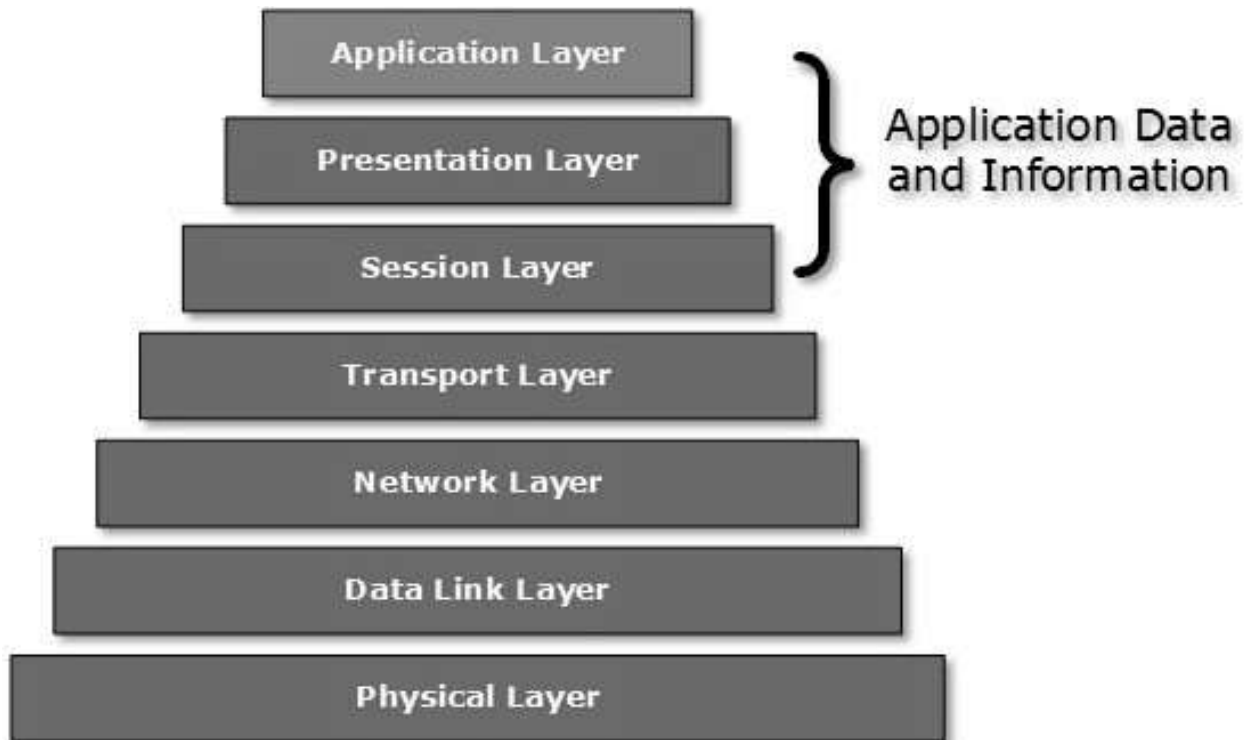 Application Layer
Presentation Layer
Session Layer
Transport Layer
Network Layer
Data Link Layer
Physical Layer
Application Data
and Information